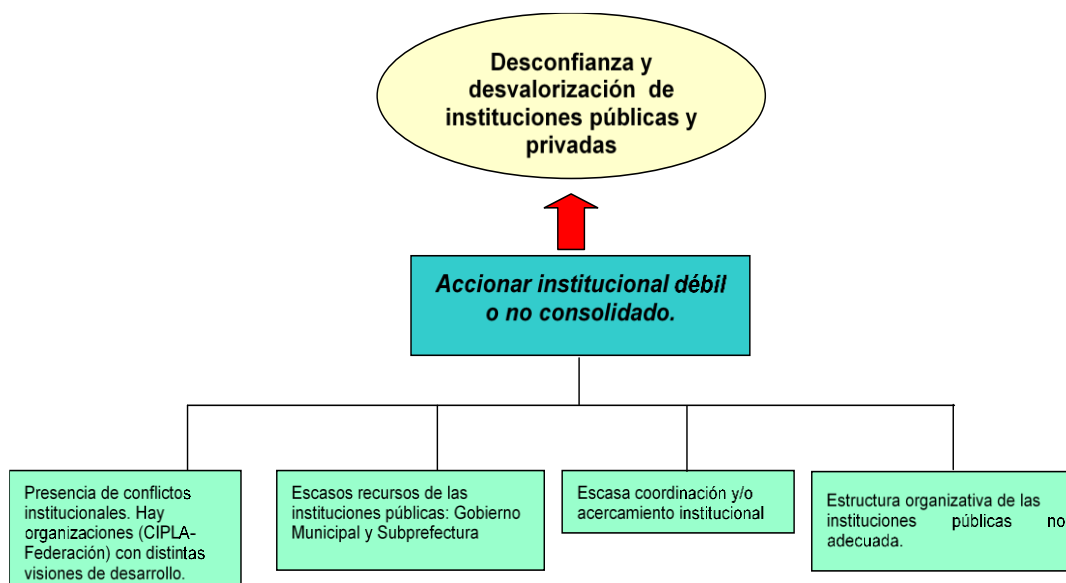 Desconfianza y
desvalorización de
instituciones públicas y
privadas
Accionar institucional débil
o no consolidado.
Presencia de conflictos
institucionales. Hay
organizaciones (CIPLA-
Federación) con distintas
visiones de desarrollo.
Escasos recursos de las
instituciones públicas: Gobierno
Municipal y Subprefectura
Escasa coordinación y/o
acercamiento institucional
Estructura organizativa de las
instituciones públicas no
adecuada.